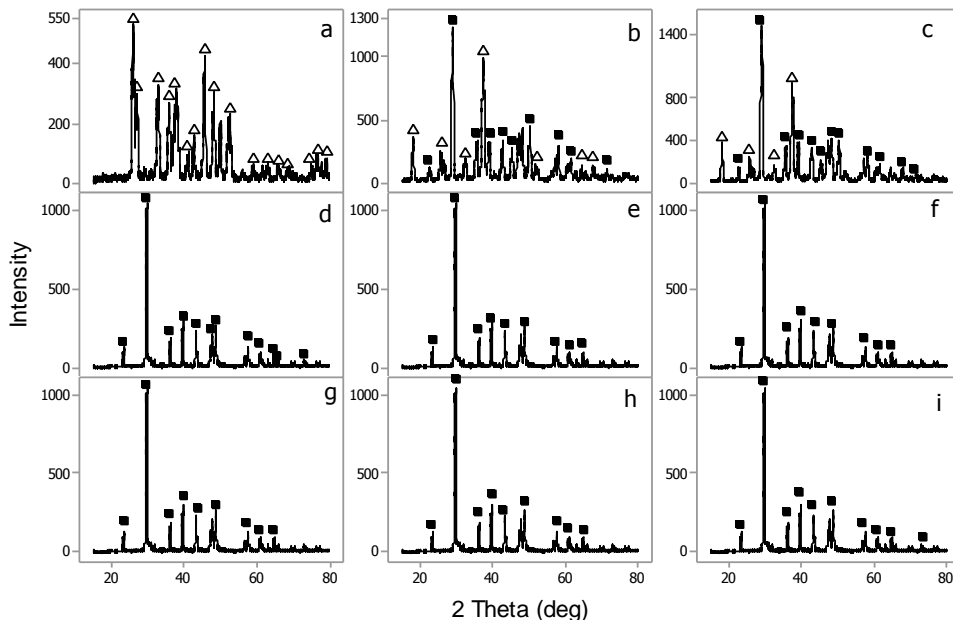 550 a 1300 b c
400 1000 1400
200 500 800
400
0 0 0
1000 d 1000 e 1000 f
500 500 500
0 0 0
1000 g 1000 h 1000 i
500 500 500
0 0 0
20 40 60 80 20 40 60 80 20 40 60 80
Intensity
2 Theta (deg)